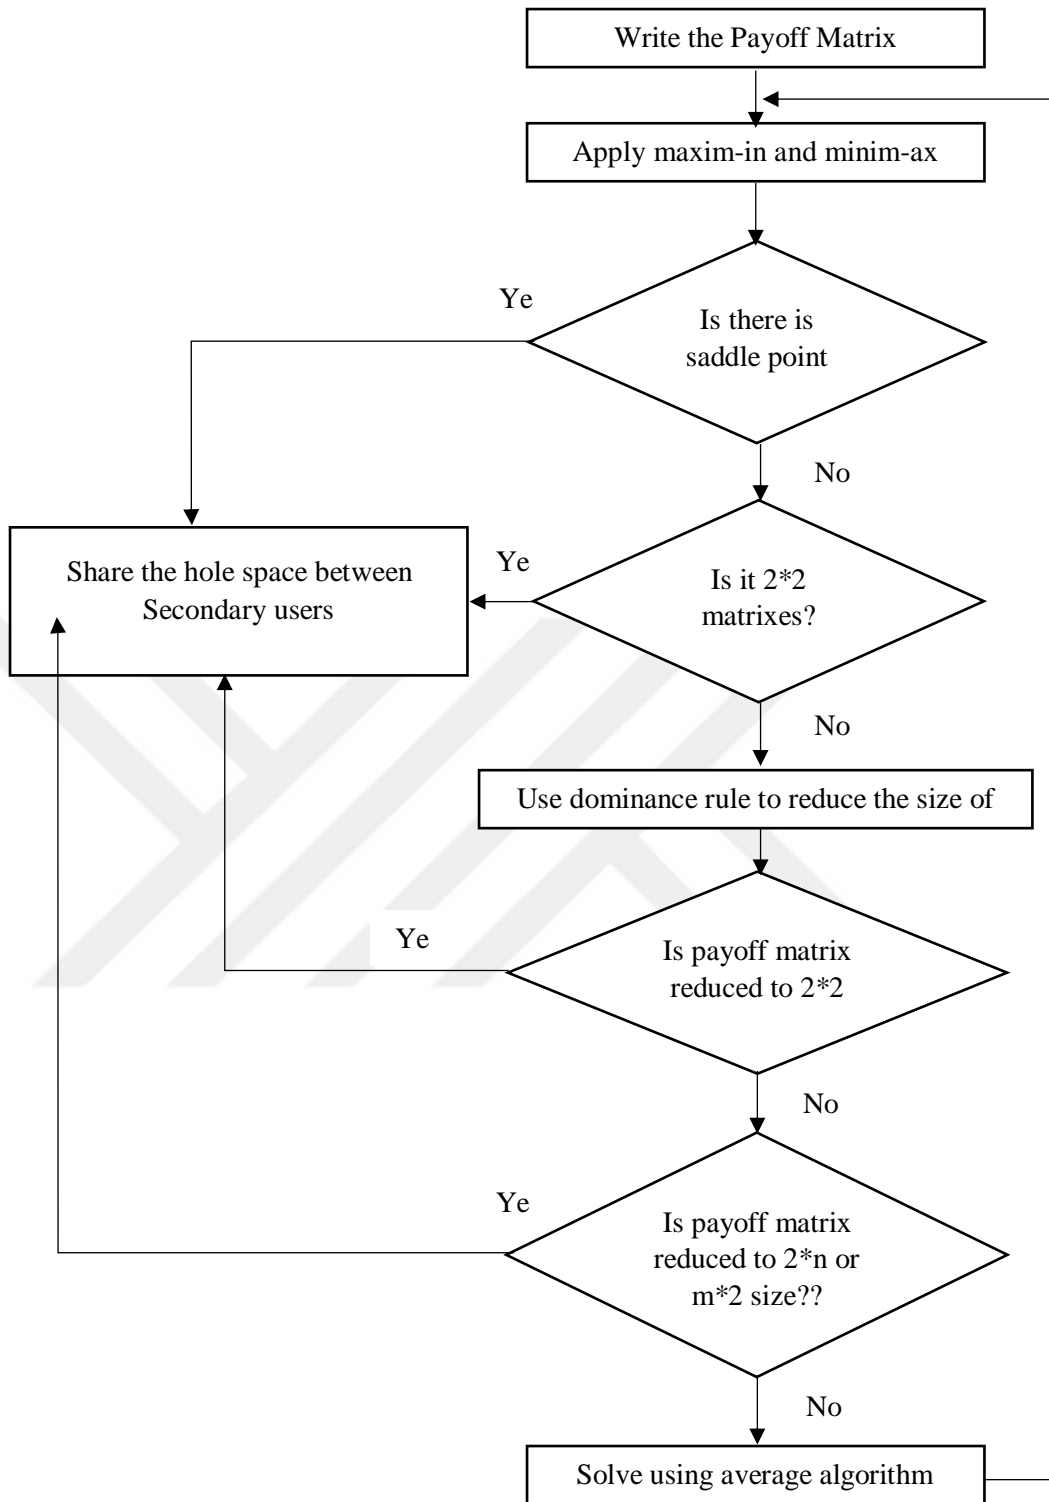 Write the Payoff Matrix
Apply maxim-in and minim-ax
Ye
Is there is
saddle point
No
Share the hole space between
Secondary users
Ye
Is it 2*2
matrixes?
No
Use dominance rule to reduce the size of
Ye
Is payoff matrix
reduced to 2*2
No
Ye
Is payoff matrix
reduced to 2*n or
m*2 size??
No
Solve using average algorithm